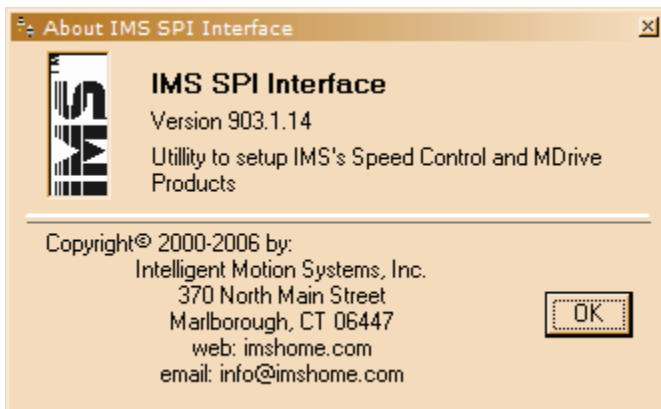 About IMS SPI Interface
IMS
IMS SPI Interface
Version 903.1.14
Utillity to setup IMS's Speed Control and MDrive
Products
Copyright© 2000-2006 by:
Intelligent Motion Systems, Inc.
370 North Main Street
Marlborough, CT 06447
web: imshome.com
email: info@imshome.com
OK